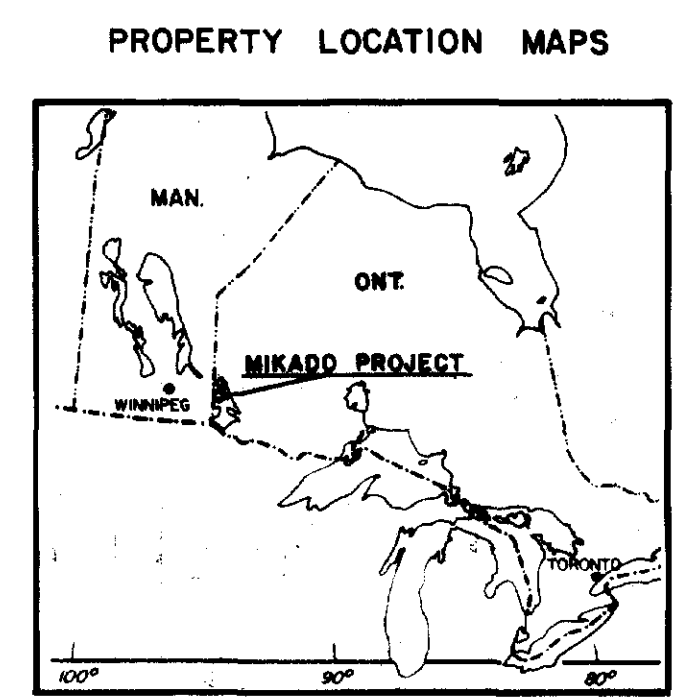 PROPERTY LOCATION MAPS
MAN.
ONT.
MIKADO PROJECT
WINNIPEG
TORONTO
100° 90° 80°